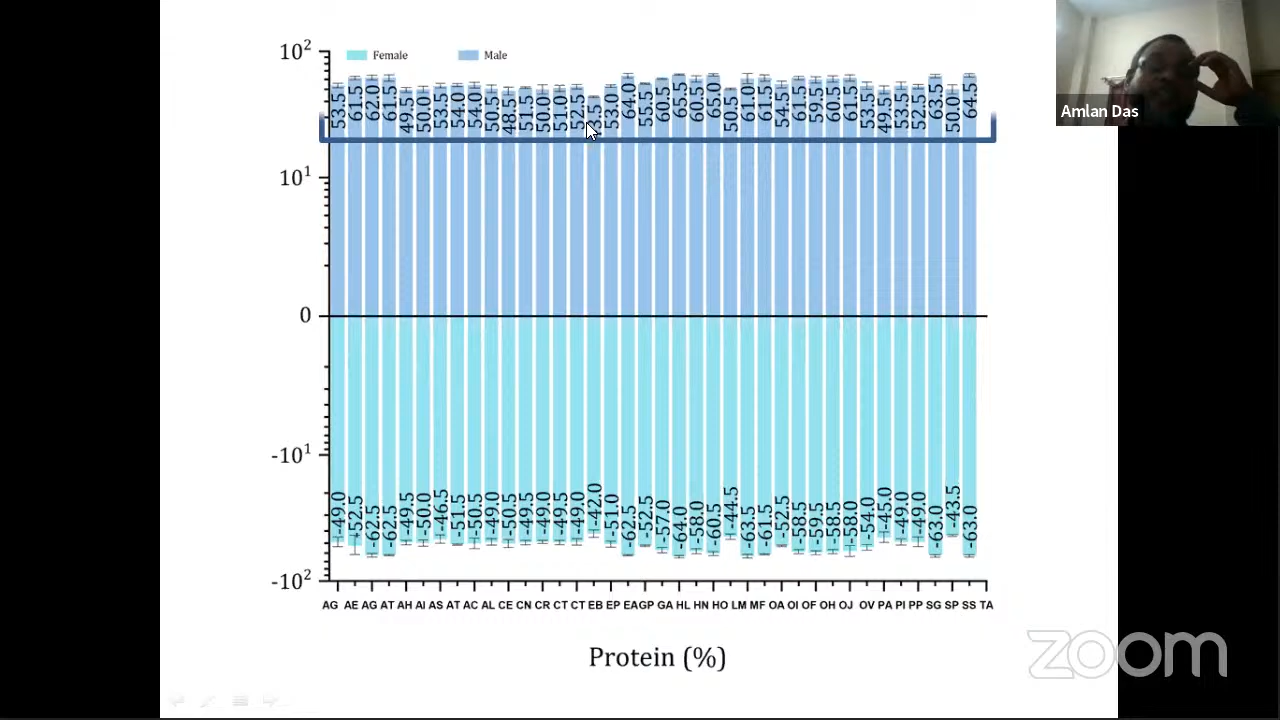 10²
Female Male
Amlan Das
53.5 61.5 62.0 61.5 49.5 50.0 53.5 54.0 54.0 50.5 48.5 51.5 50.0 51.0 52.5 53.0 64.0 55.5 60.5 65.5 60.5 65.0 50.5 61.0 61.5 54.5 61.5 59.5 60.5 61.5 53.5 49.5 53.5 52.5 63.5 50.0 64.5
10¹
0
-10¹
-49.0 -52.5 -62.5 -62.5 -49.5 -50.0 -46.5 -51.5 -50.5 -49.0 -50.5 -49.5 -49.0 -49.5 -49.0 -42.0 -51.0 -62.5 -52.5 -57.0 -64.0 -58.0 -60.5 -44.5 -63.5 -61.5 -52.5 -58.5 -59.5 -58.5 -58.0 -54.0 -45.0 -49.0 -49.0 -63.0 -43.5 -63.0
-10²
AG AE AG AT AH AI AS AT AC AL CE CN CR CT CT EB EP EAGP GA HL HN HO LM MF OA OI OF OH OJ OV PA PI PP SG SP SS TA
Protein (%)
zoom